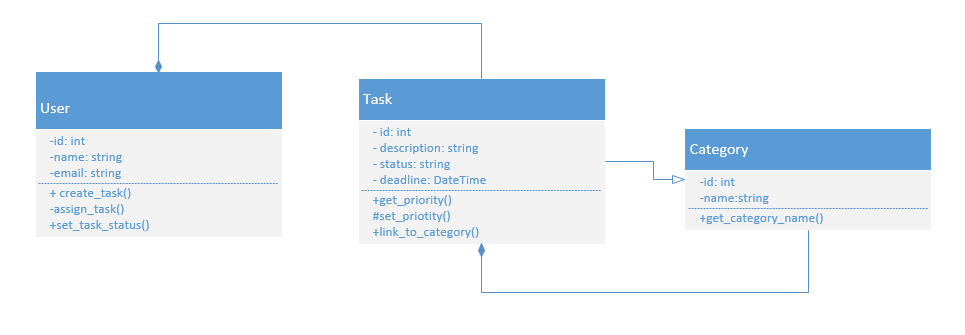 User
-id: int
-name: string
-email: string
+ create_task()
-assign_task()
+set_task_status()
Task
- id: int
- description: string
- status: string
- deadline: DateTime
+get_priority()
#set_priotity()
+link_to_category()
Category
-id: int
-name:string
+get_category_name()